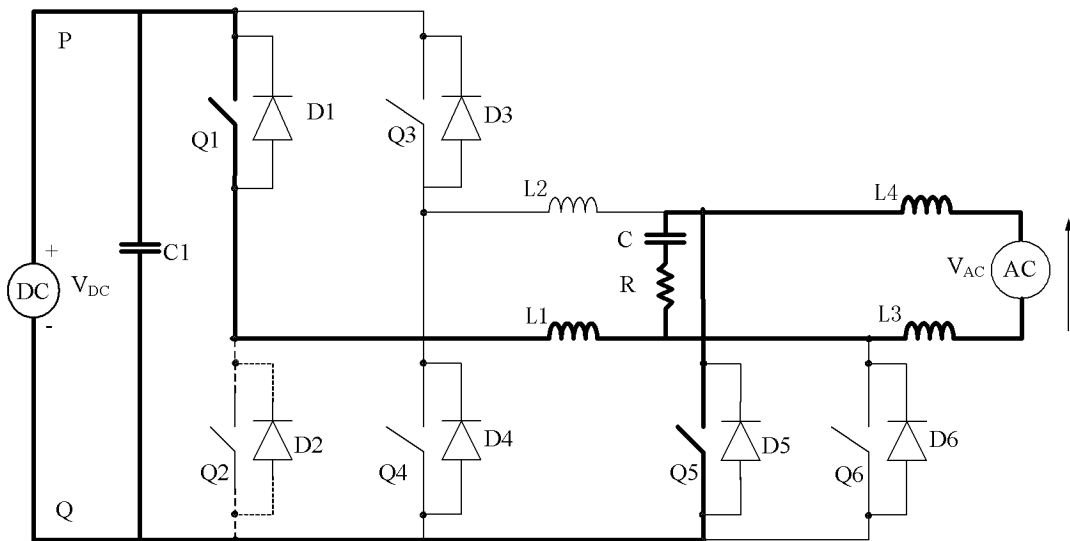 P
D1
D3
Q1
Q3
L2
L4
+
C1
C
DC
V_DC
R
V_AC
AC
-
L1
L3
D2
D4
D5
D6
Q2
Q4
Q5
Q6
Q